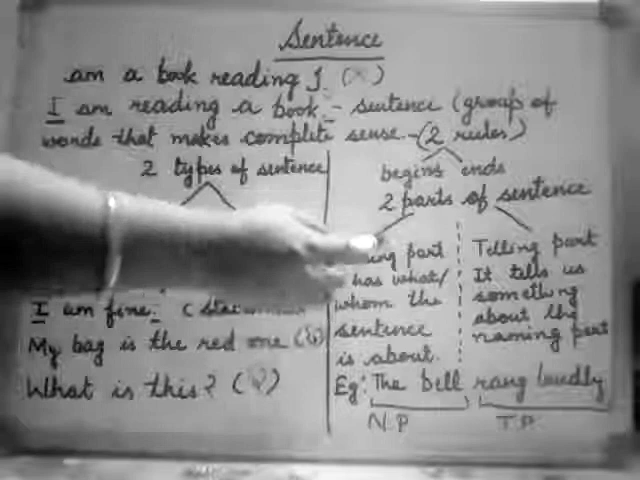 Sentence
am a book reading I. (×)
I am reading a book. - sentence (group of
words that makes complete sense - (2 rules)
2 types of sentence
begins ends
2 parts of sentence
ing part
has what/
whom the
sentence
is about.
Telling part
It tells us
something
about the
naming part
I am fine. (
My bag is the red one (
What is this? (
Eg: The bell rang loudly
N.P
T.P